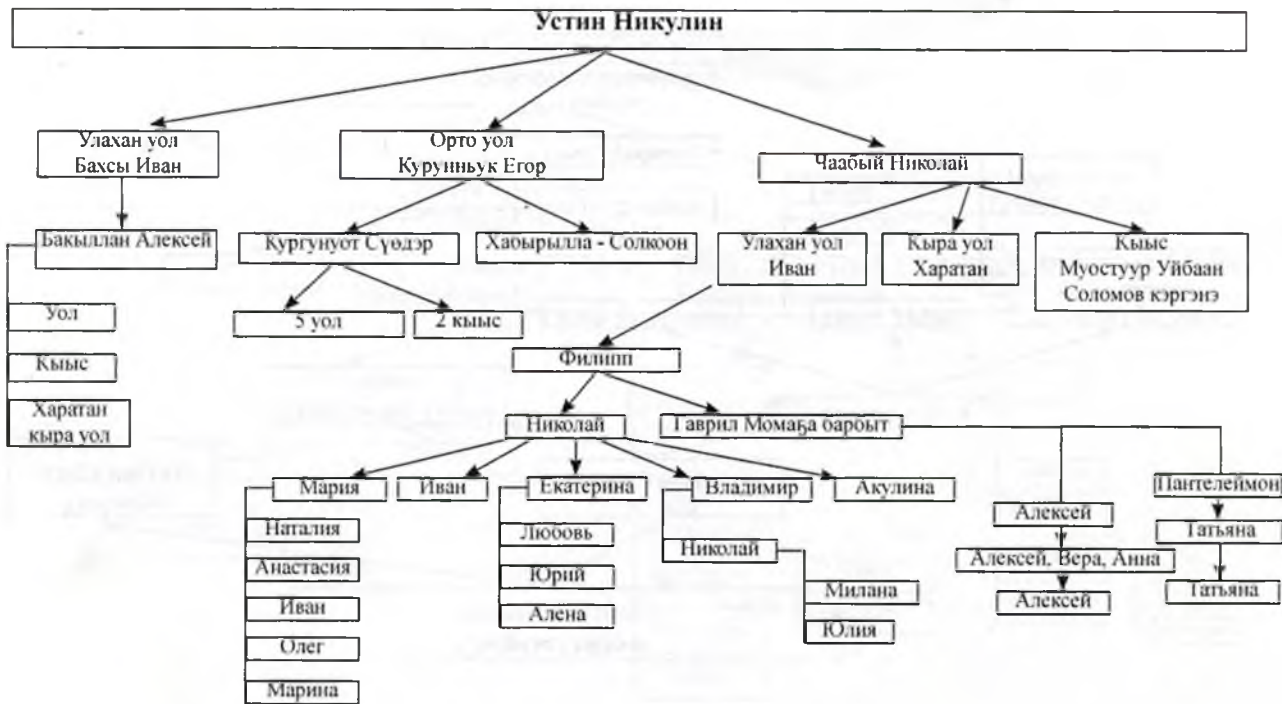 Устин Никулин
Улахан уол
Бахсы Иван
Орто уол
Курунньук Егор
Чаабый Николай
Бакыллан Алексей
Кургунуот Сүөдэр
Хабырылла - Солкоон
Улахан уол
Иван
Кыра уол
Харатан
Кыыс
Муостуур Уйбаан
Соломов кэргэнэ
Уол
Кыыс
Харатан
кыра уол
5 уол
2 кыыс
Филипп
Николай
Гаврил Момаҕа барбыт
Мария
Иван
Екатерина
Владимир
Акулина
Наталия
Анастасия
Иван
Олег
Марина
Любовь
Юрий
Алена
Николай
Милана
Юлия
Алексей
Алексей, Вера, Анна
Алексей
Пантелеймон
Татьяна
Татьяна